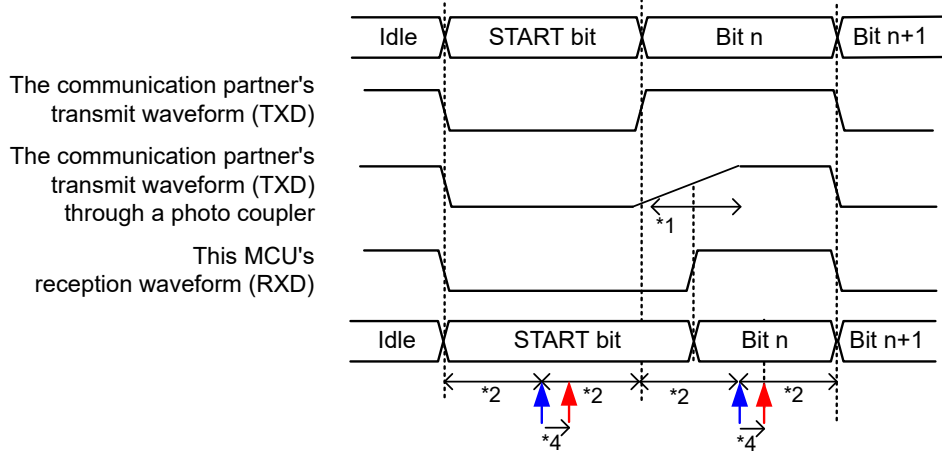 Idle START bit Bit n Bit n+1
The communication partner's
transmit waveform (TXD)
The communication partner's
transmit waveform (TXD)
through a photo coupler
*1
This MCU's
reception waveform (RXD)
Idle START bit Bit n Bit n+1
*2 *2 *2 *2
*4 *4